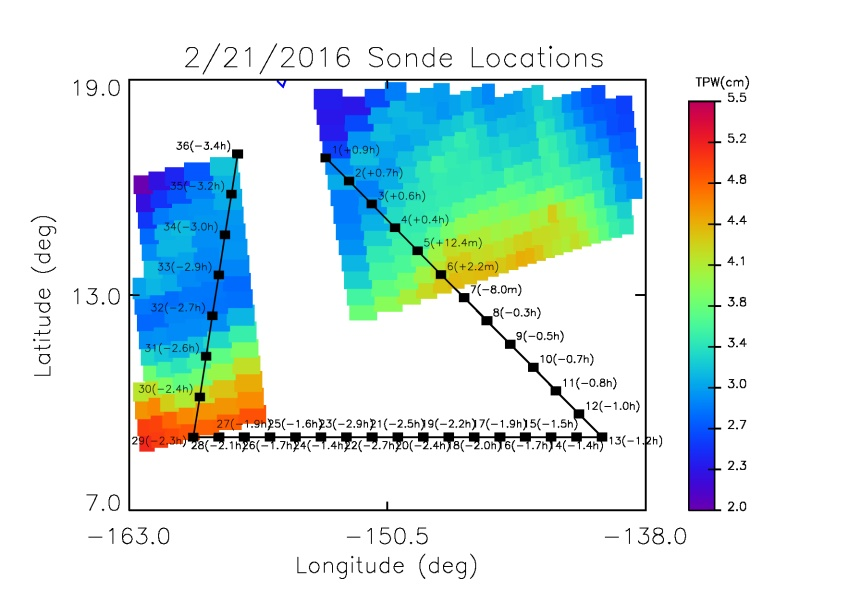 2/21/2016 Sonde Locations
TPW(cm)
19.0
13.0
7.0
Latitude (deg)
−163.0
−150.5
−138.0
Longitude (deg)
5.5
5.2
4.8
4.4
4.1
3.8
3.4
3.0
2.7
2.3
2.0
36(−3.4h)
35(−3.2h)
34(−3.0h)
33(−2.9h)
32(−2.7h)
31(−2.6h)
30(−2.4h)
29(−2.3h)
1(+0.9h)
2(+0.7h)
3(+0.6h)
4(+0.4h)
5(+12.4m)
6(+2.2m)
7(−8.0m)
8(−0.3h)
9(−0.5h)
10(−0.7h)
11(−0.8h)
12(−1.0h)
13(−1.2h)
27(−1.9h)
25(−1.6h)
23(−2.9h)
21(−2.5h)
19(−2.2h)
17(−1.9h)
15(−1.5h)
28(−2.1h)
26(−1.7h)
24(−1.4h)
22(−2.7h)
20(−2.4h)
18(−2.0h)
16(−1.7h)
14(−1.4h)